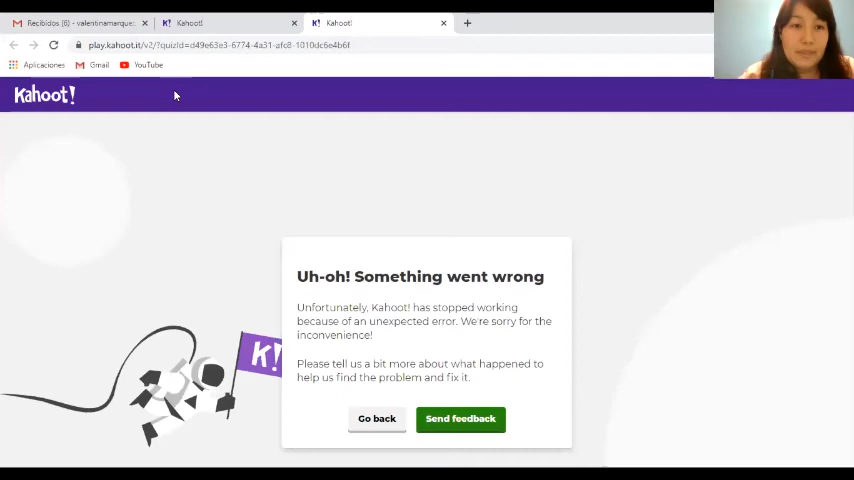 Recibidos (6) - valentinamarque:
Kahoot!
Kahoot!
play.kahoot.it/v2/?quizId=d49e63e3-6774-4a31-afc8-1010dc6e4b6f
Aplicaciones
Gmail
YouTube
Kahoot!
K!
Uh-oh! Something went wrong
Unfortunately, Kahoot! has stopped working
because of an unexpected error. We're sorry for the
inconvenience!
Please tell us a bit more about what happened to
help us find the problem and fix it.
Go back
Send feedback